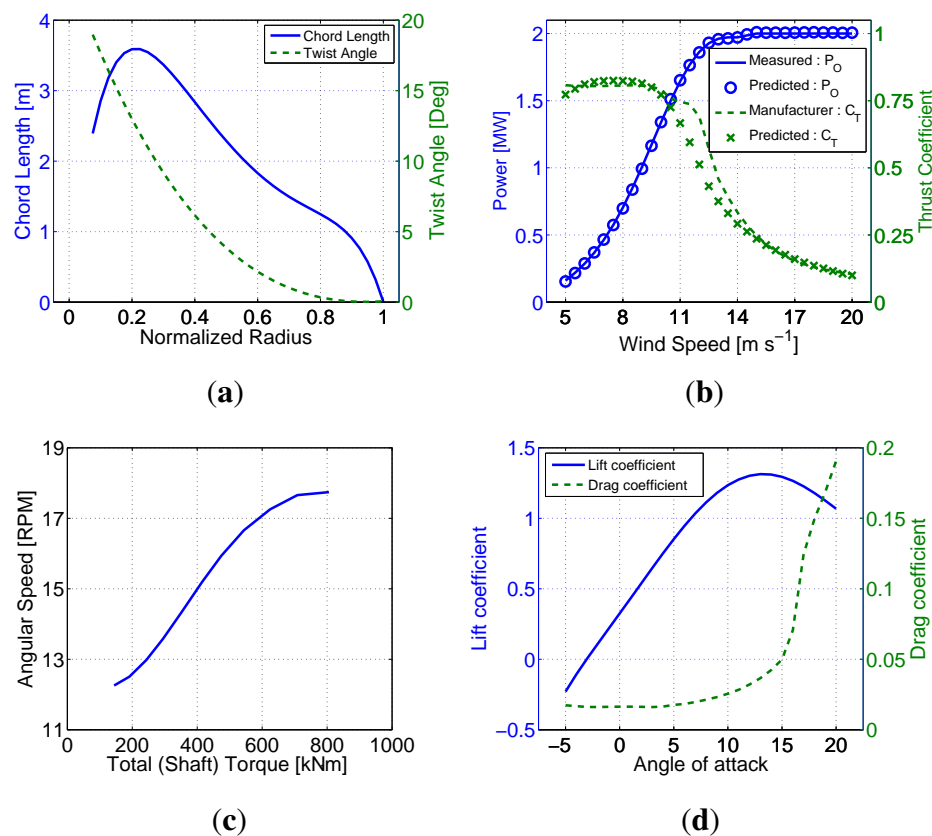 4
3
2
1
0
20
15
10
5
0
Chord Length [m]
Twist Angle [Deg]
Chord Length
Twist Angle
0 0.2 0.4 0.6 0.8 1
Normalized Radius
(a)
2
1.5
1
0.5
0
1
0.75
0.5
0.25
0
Power [MW]
Thrust Coefficient
Measured : P_O
Predicted : P_O
Manufacturer : C_T
Predicted : C_T
5 8 11 14 17 20
Wind Speed [m s⁻¹]
(b)
19
17
15
13
11
Angular Speed [RPM]
0 200 400 600 800 1000
Total (Shaft) Torque [kNm]
(c)
1.5
1
0.5
0
−0.5
0.2
0.15
0.1
0.05
0
Lift coefficient
Drag coefficient
Lift coefficient
Drag coefficient
−5 0 5 10 15 20
Angle of attack
(d)